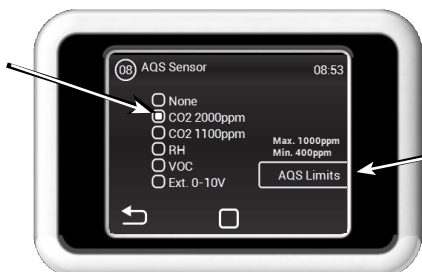 08 AQS Sensor 08:53
None
CO2 2000ppm
CO2 1100ppm
RH
VOC
Ext. 0-10V
Max. 1000ppm
Min. 400ppm
AQS Limits